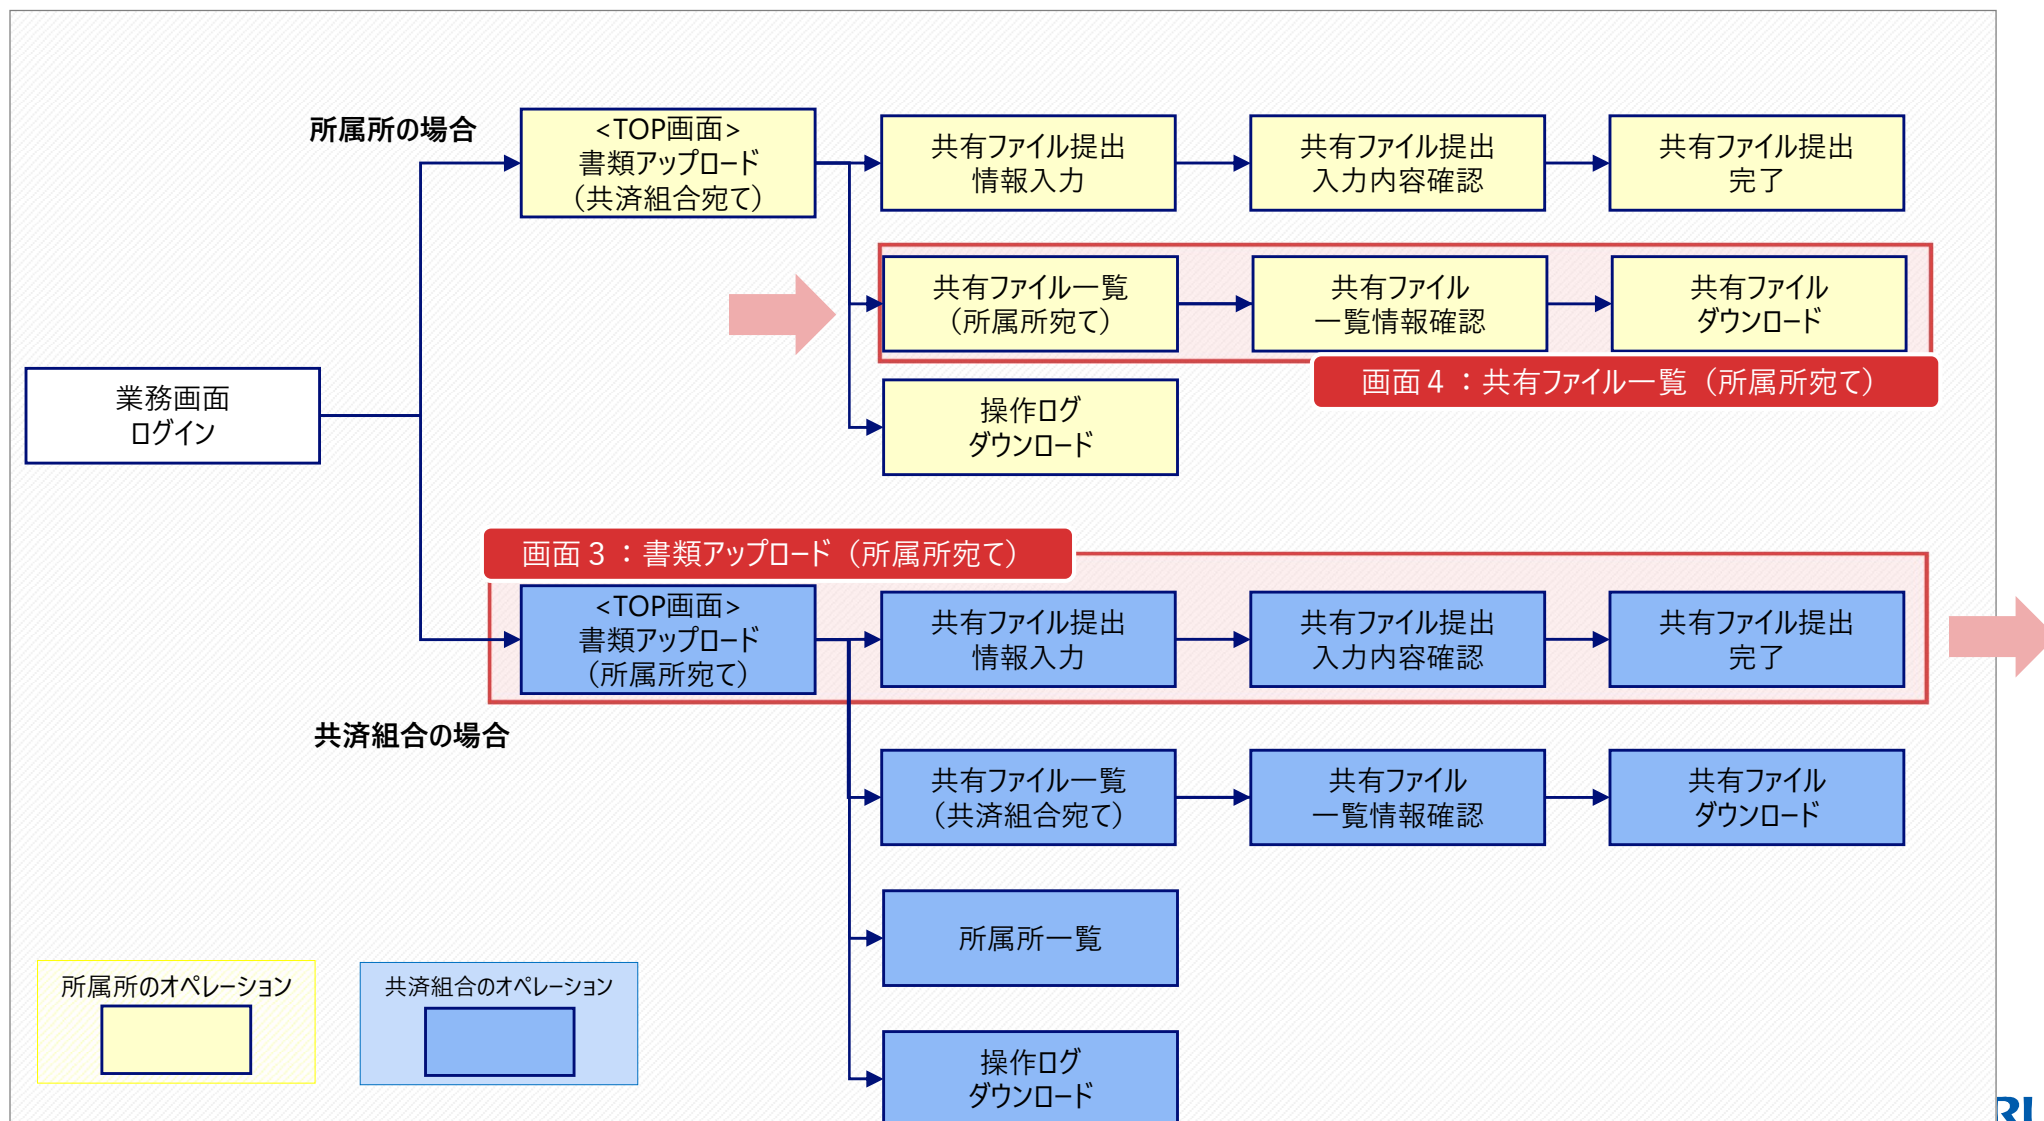 所属所の場合
<TOP画面>
書類アップロード
（共済組合宛て）
共有ファイル提出
情報入力
共有ファイル提出
入力内容確認
共有ファイル提出
完了
共有ファイル一覧
（所属所宛て）
共有ファイル
一覧情報確認
共有ファイル
ダウンロード
画面４：共有ファイル一覧（所属所宛て）
業務画面
ログイン
操作ログ
ダウンロード
画面３：書類アップロード（所属所宛て）
<TOP画面>
書類アップロード
（所属所宛て）
共有ファイル提出
情報入力
共有ファイル提出
入力内容確認
共有ファイル提出
完了
共済組合の場合
共有ファイル一覧
（共済組合宛て）
共有ファイル
一覧情報確認
共有ファイル
ダウンロード
所属所一覧
所属所のオペレーション
共済組合のオペレーション
操作ログ
ダウンロード